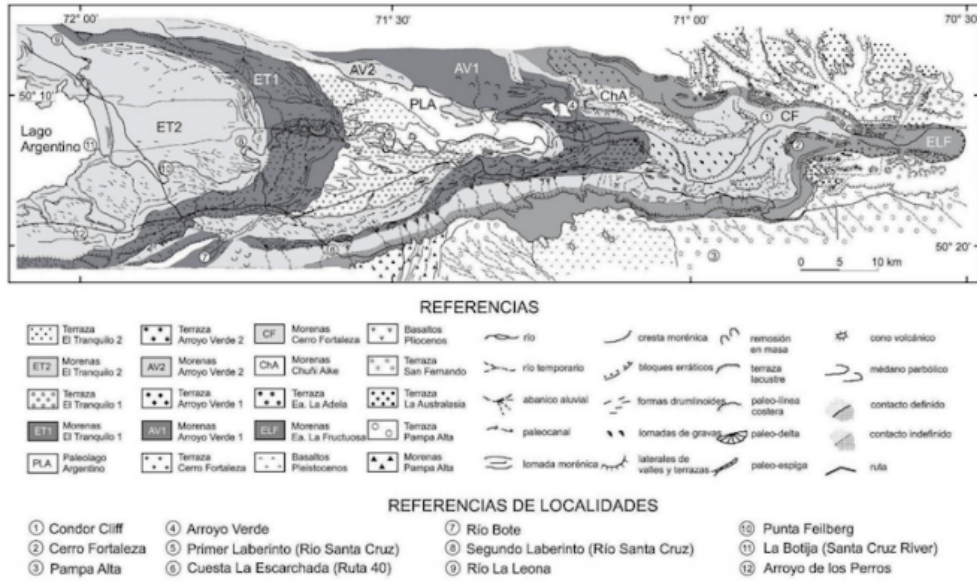 72° 00'
71° 30'
71° 00'
70° 30'
50° 10'
Lago
Argentino
ET2
ET1
AV2
PLA
AV1
ChA
CF
ELF
50° 20'
0 5 10 km
REFERENCIAS
Terraza
El Tranquilo 2
ET2
Morenas
El Tranquilo 2
Terraza
El Tranquilo 1
ET1
Morenas
El Tranquilo 1
PLA
Paleolago
Argentino
Terraza
Arroyo Verde 2
AV2
Morenas
Arroyo Verde 2
Terraza
Arroyo Verde 1
AV1
Morenas
Arroyo Verde 1
Terraza
Cerro Fortaleza
CF
Morenas
Cerro Fortaleza
ChA
Morenas
Chuñi Aike
Terraza
Ea. La Adela
ELF
Morenas
Ea. La Fructuosa
Basaltos
Pleistocenos
Basaltos
Pliocenos
Terraza
San Fernando
Terraza
La Australasia
Terraza
Pampa Alta
Morenas
Pampa Alta
río
río temporario
abanico aluvial
paleocanal
lomada morénica
cresta morénica
bloques erráticos
formas drumlinoides
lomadas de gravas
laterales de
valles y terrazas
remosión
en masa
terraza
lacustre
paleo-línea
costera
paleo-delta
paleo-espiga
cono volcánico
médano parbólico
contacto definido
contacto indefinido
ruta
REFERENCIAS DE LOCALIDADES
1 Condor Cliff
2 Cerro Fortaleza
3 Pampa Alta
4 Arroyo Verde
5 Primer Laberinto (Río Santa Cruz)
6 Cuesta La Escarchada (Ruta 40)
7 Río Bote
8 Segundo Laberinto (Río Santa Cruz)
9 Río La Leona
10 Punta Feilberg
11 La Botija (Santa Cruz River)
12 Arroyo de los Perros